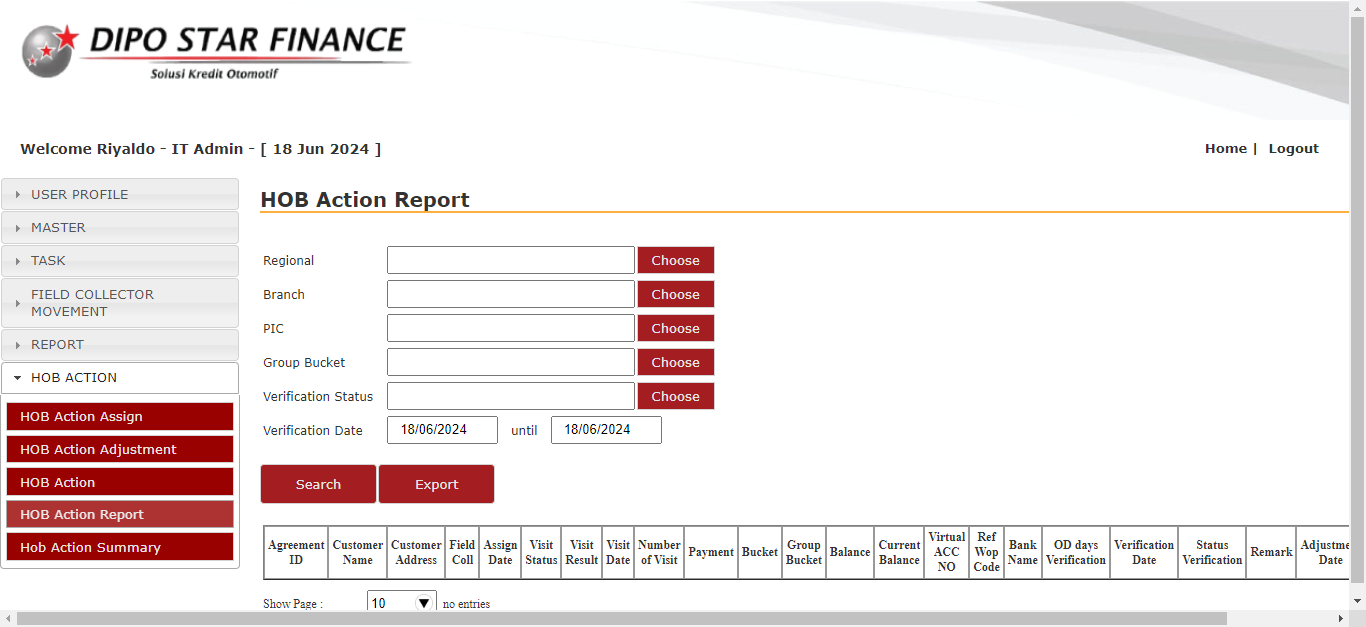 DIPO STAR FINANCE
Solusi Kredit Otomotif
Welcome Riyaldo - IT Admin - [ 18 Jun 2024 ]
Home | Logout
USER PROFILE
MASTER
TASK
FIELD COLLECTOR
MOVEMENT
REPORT
HOB ACTION
HOB Action Assign
HOB Action Adjustment
HOB Action
HOB Action Report
Hob Action Summary
HOB Action Report
Regional Choose
Branch Choose
PIC Choose
Group Bucket Choose
Verification Status Choose
Verification Date 18/06/2024 until 18/06/2024
Search Export
Agreement ID Customer Name Customer Address Field Coll Assign Date Visit Status Visit Result Visit Date Number of Visit Payment Bucket Group Bucket Balance Current Balance Virtual ACC NO Ref Wop Code Bank Name OD days Verification Verification Date Status Verification Remark Adjustme Date
Show Page : 10 no entries